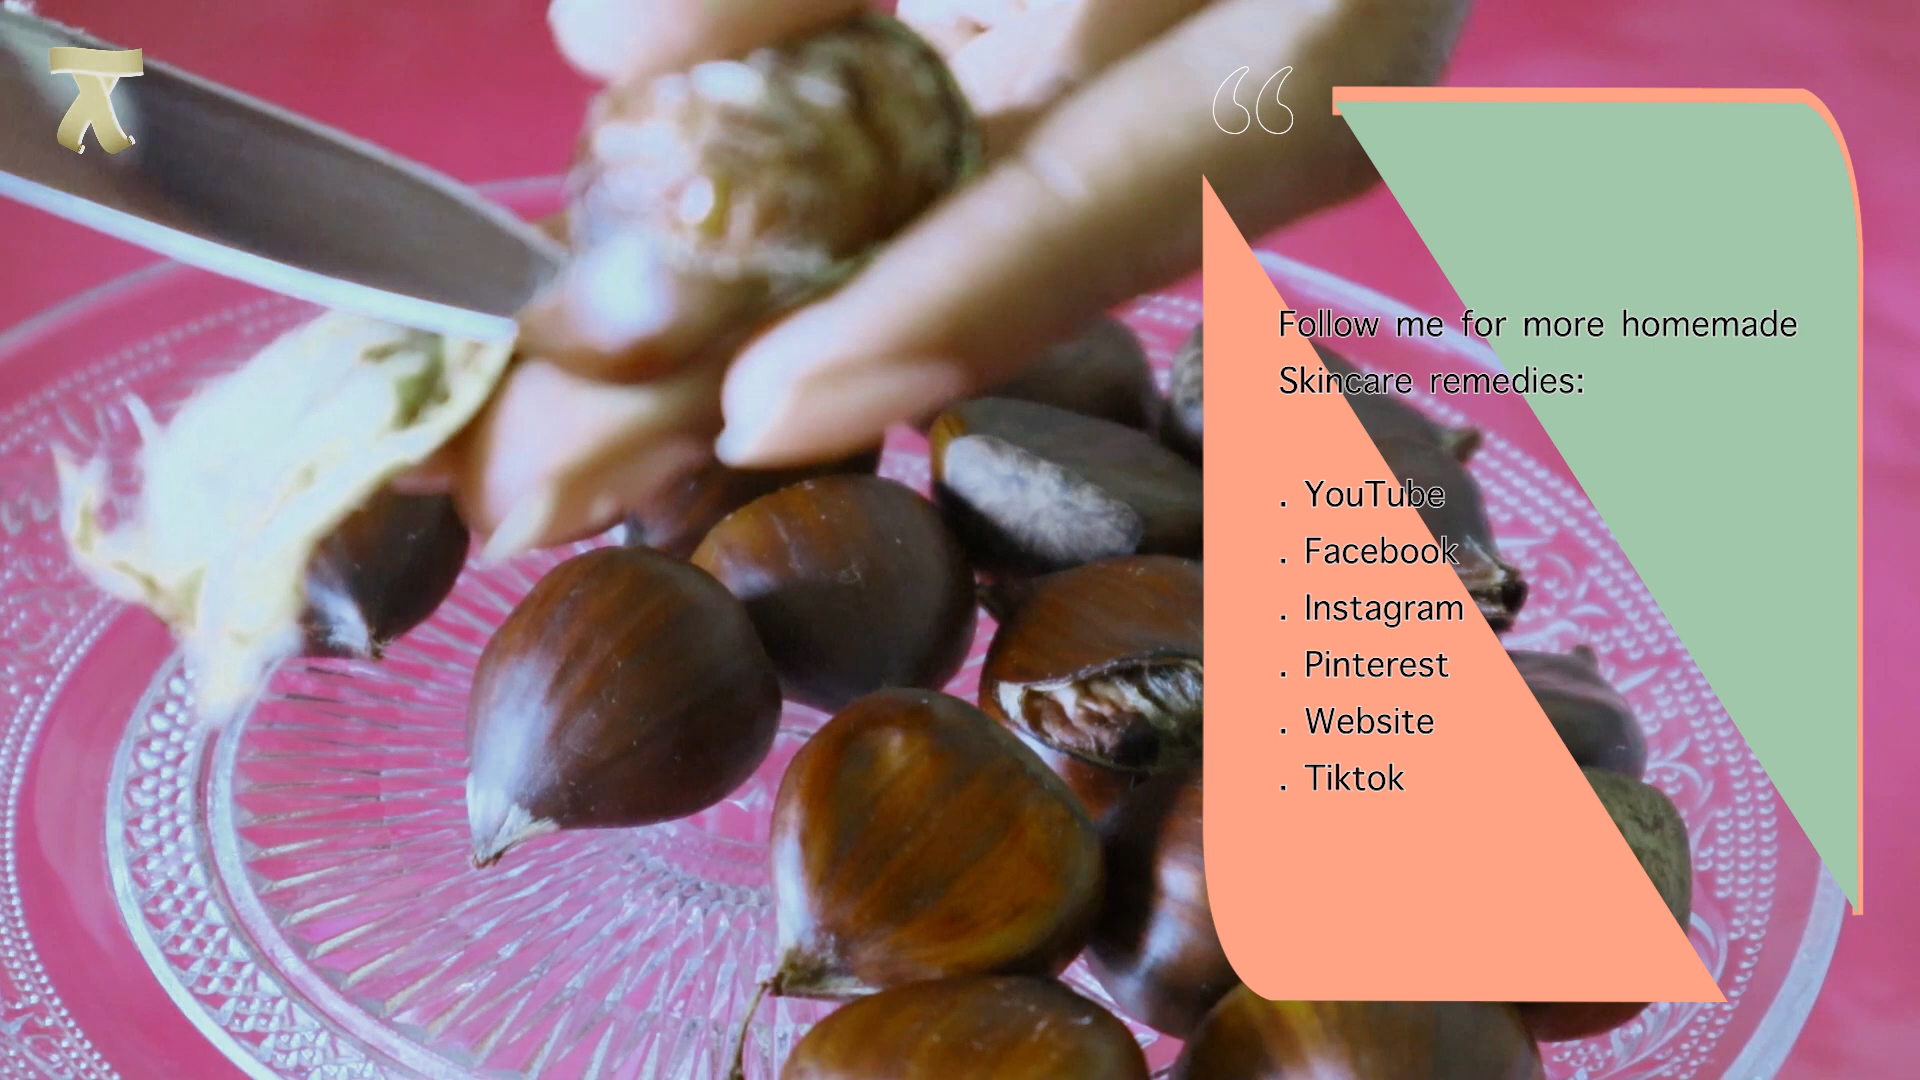 Follow me for more homemade
Skincare remedies:
. YouTube
. Facebook
. Instagram
. Pinterest
. Website
. Tiktok